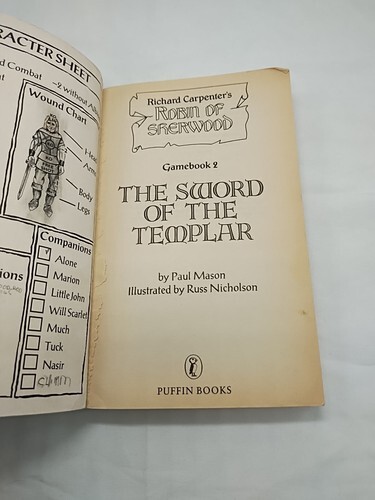 RACTER SHEET
d Combat
-2 without A
Wound Chart
Head
Arms
Body
Legs
Companions
Alone
Marion
Little John
Will Scarlet
Much
Tuck
Nasir
ions
Richard Carpenter's
ROBIN OF
SHERWOOD
Gamebook 2
THE SWORD
OF THE
TEMPLAR
by Paul Mason
Illustrated by Russ Nicholson
PUFFIN BOOKS